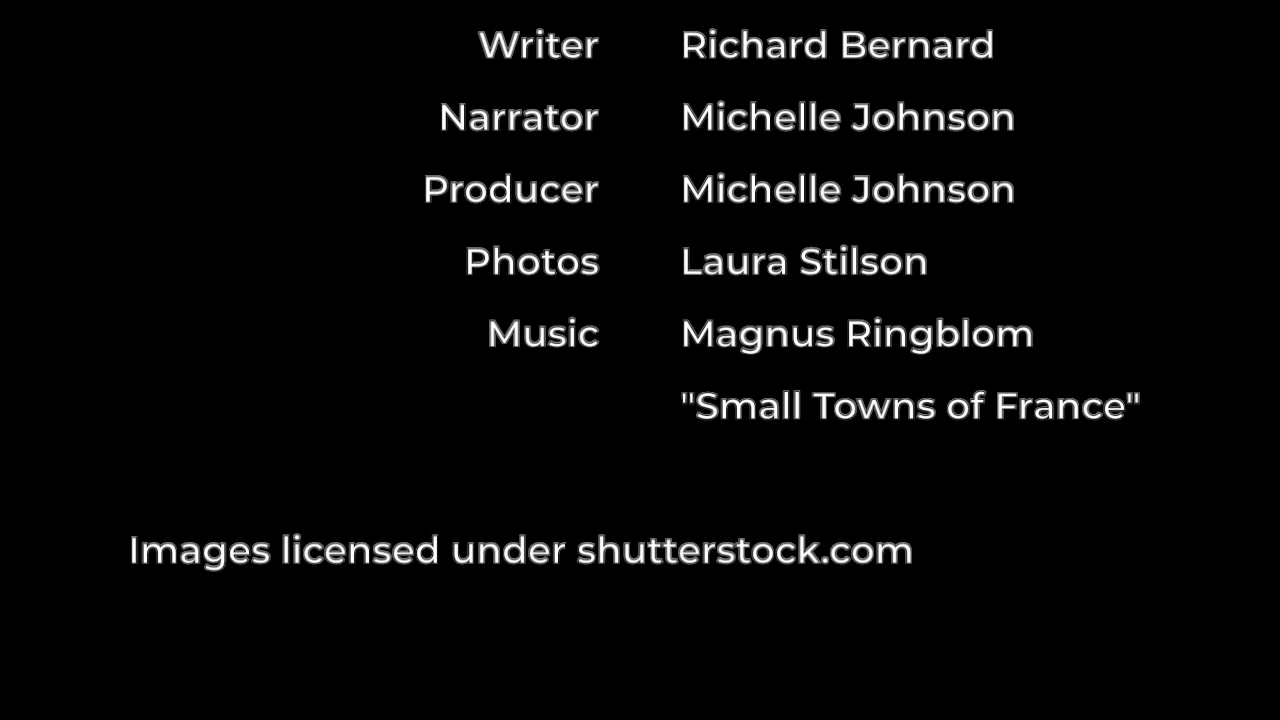 Writer Richard Bernard
Narrator Michelle Johnson
Producer Michelle Johnson
Photos Laura Stilson
Music Magnus Ringblom
"Small Towns of France"
Images licensed under shutterstock.com